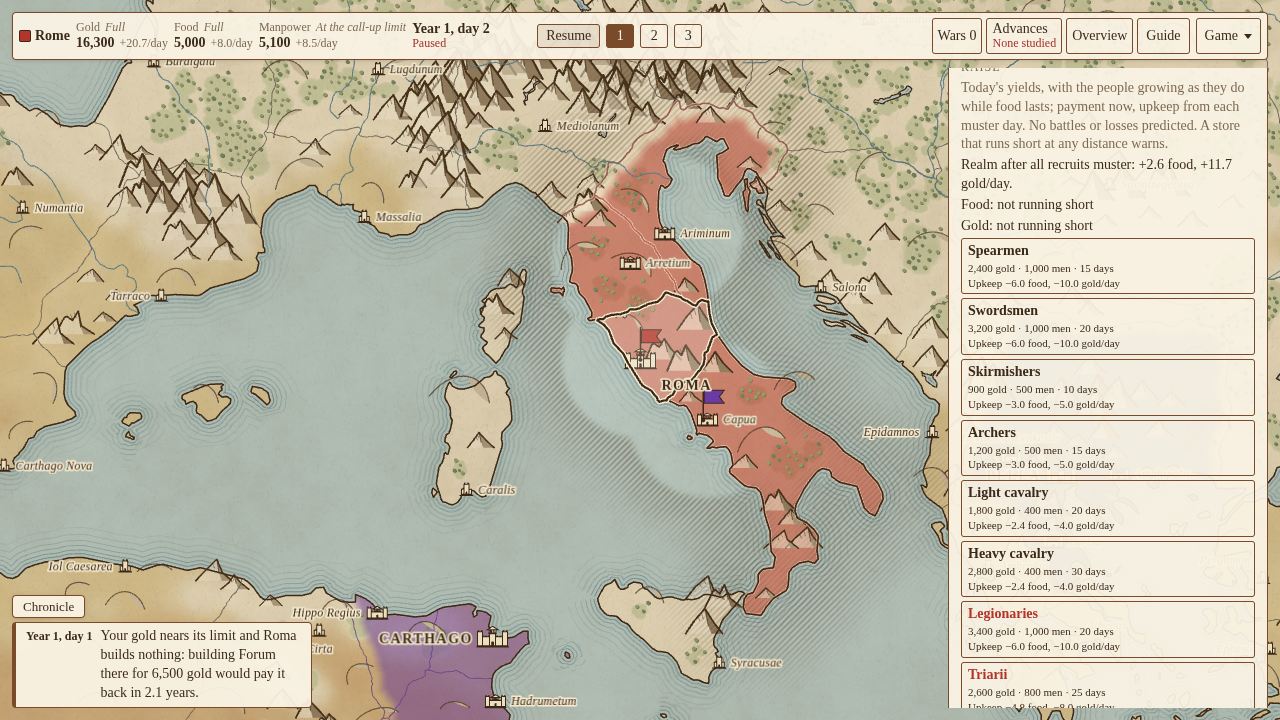 Rome
Gold Full
16,300 +20.7/day
Food Full
5,000 +8.0/day
Manpower At the call-up limit
5,100 +8.5/day
Year 1, day 2
Paused
Resume
1
2
3
Wars 0
Advances
None studied
Overview
Guide
Game
Burdigala
Lugdunum
Mediolanum
Numantia
Massalia
Ariminum
Arretium
Tarraco
Salona
ROMA
Capua
Epidamnos
Carthago Nova
Caralis
Iol Caesarea
Hippo Regius
CARTHAGO
Cirta
Syracusae
Hadrumetum
Chronicle
Year 1, day 1 Your gold nears its limit and Roma
builds nothing: building Forum
there for 6,500 gold would pay it
back in 2.1 years.
RAISE
Today's yields, with the people growing as they do
while food lasts; payment now, upkeep from each
muster day. No battles or losses predicted. A store
that runs short at any distance warns.
Realm after all recruits muster: +2.6 food, +11.7
gold/day.
Food: not running short
Gold: not running short
Spearmen
2,400 gold · 1,000 men · 15 days
Upkeep −6.0 food, −10.0 gold/day
Swordsmen
3,200 gold · 1,000 men · 20 days
Upkeep −6.0 food, −10.0 gold/day
Skirmishers
900 gold · 500 men · 10 days
Upkeep −3.0 food, −5.0 gold/day
Archers
1,200 gold · 500 men · 15 days
Upkeep −3.0 food, −5.0 gold/day
Light cavalry
1,800 gold · 400 men · 20 days
Upkeep −2.4 food, −4.0 gold/day
Heavy cavalry
2,800 gold · 400 men · 30 days
Upkeep −2.4 food, −4.0 gold/day
Legionaries
3,400 gold · 1,000 men · 20 days
Upkeep −6.0 food, −10.0 gold/day
Triarii
2,600 gold · 800 men · 25 days
Upkeep −4.8 food, −8.0 gold/day